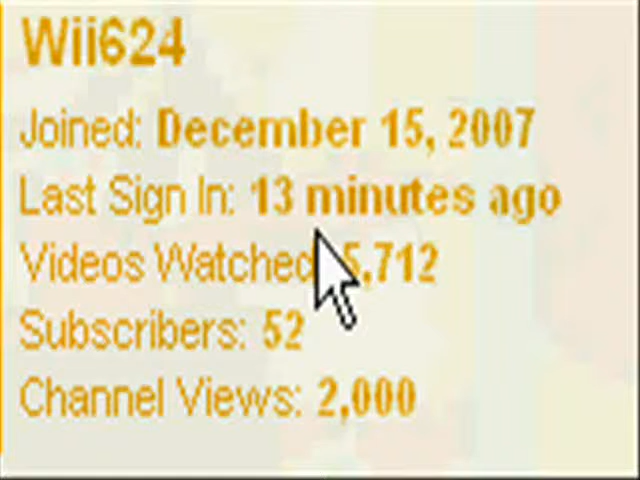 Wii624
Joined: December 15, 2007
Last Sign In: 13 minutes ago
Videos Watched: 5,712
Subscribers: 52
Channel Views: 2,000